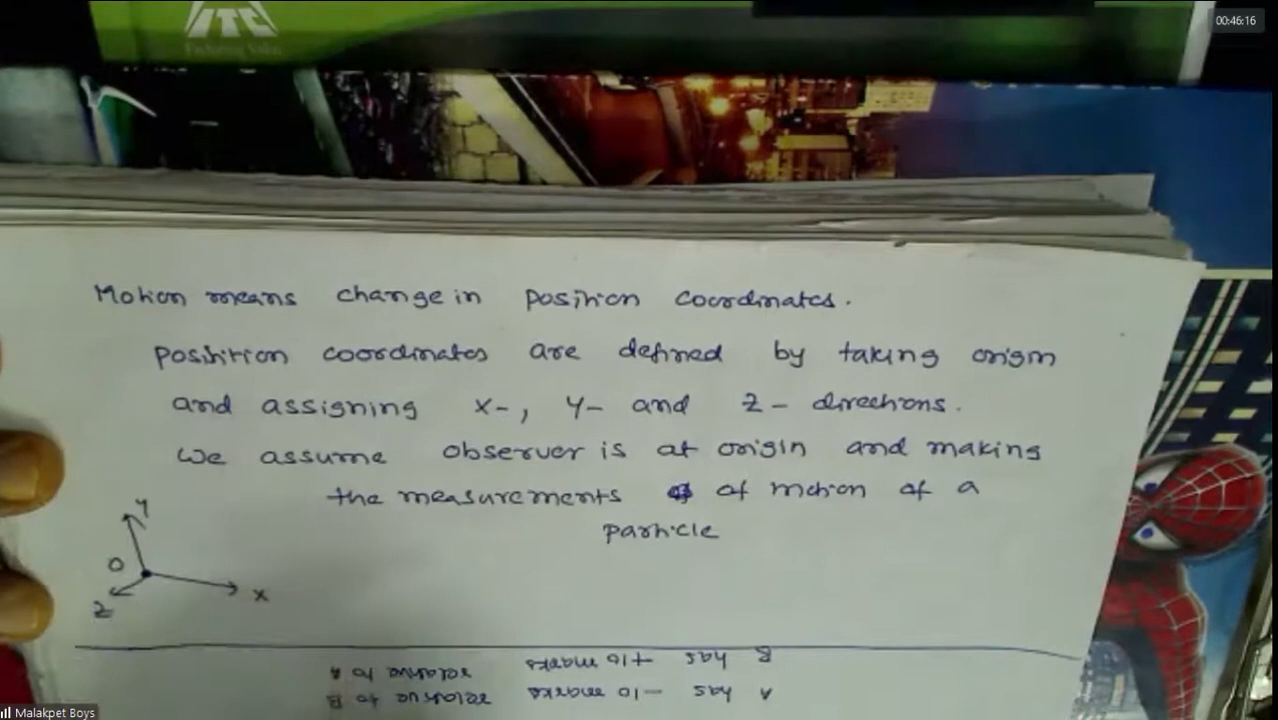 ITC
00:46:16
Motion means change in position coordinates.
position coordinates are defined by taking origin
and assigning X-, Y- and Z- directions.
We assume observer is at origin and making
the measurements of motion of a
particle
Y
O
X
Z
B has +10 marks relative to A
A has -10 marks relative to B
Malakpet Boys